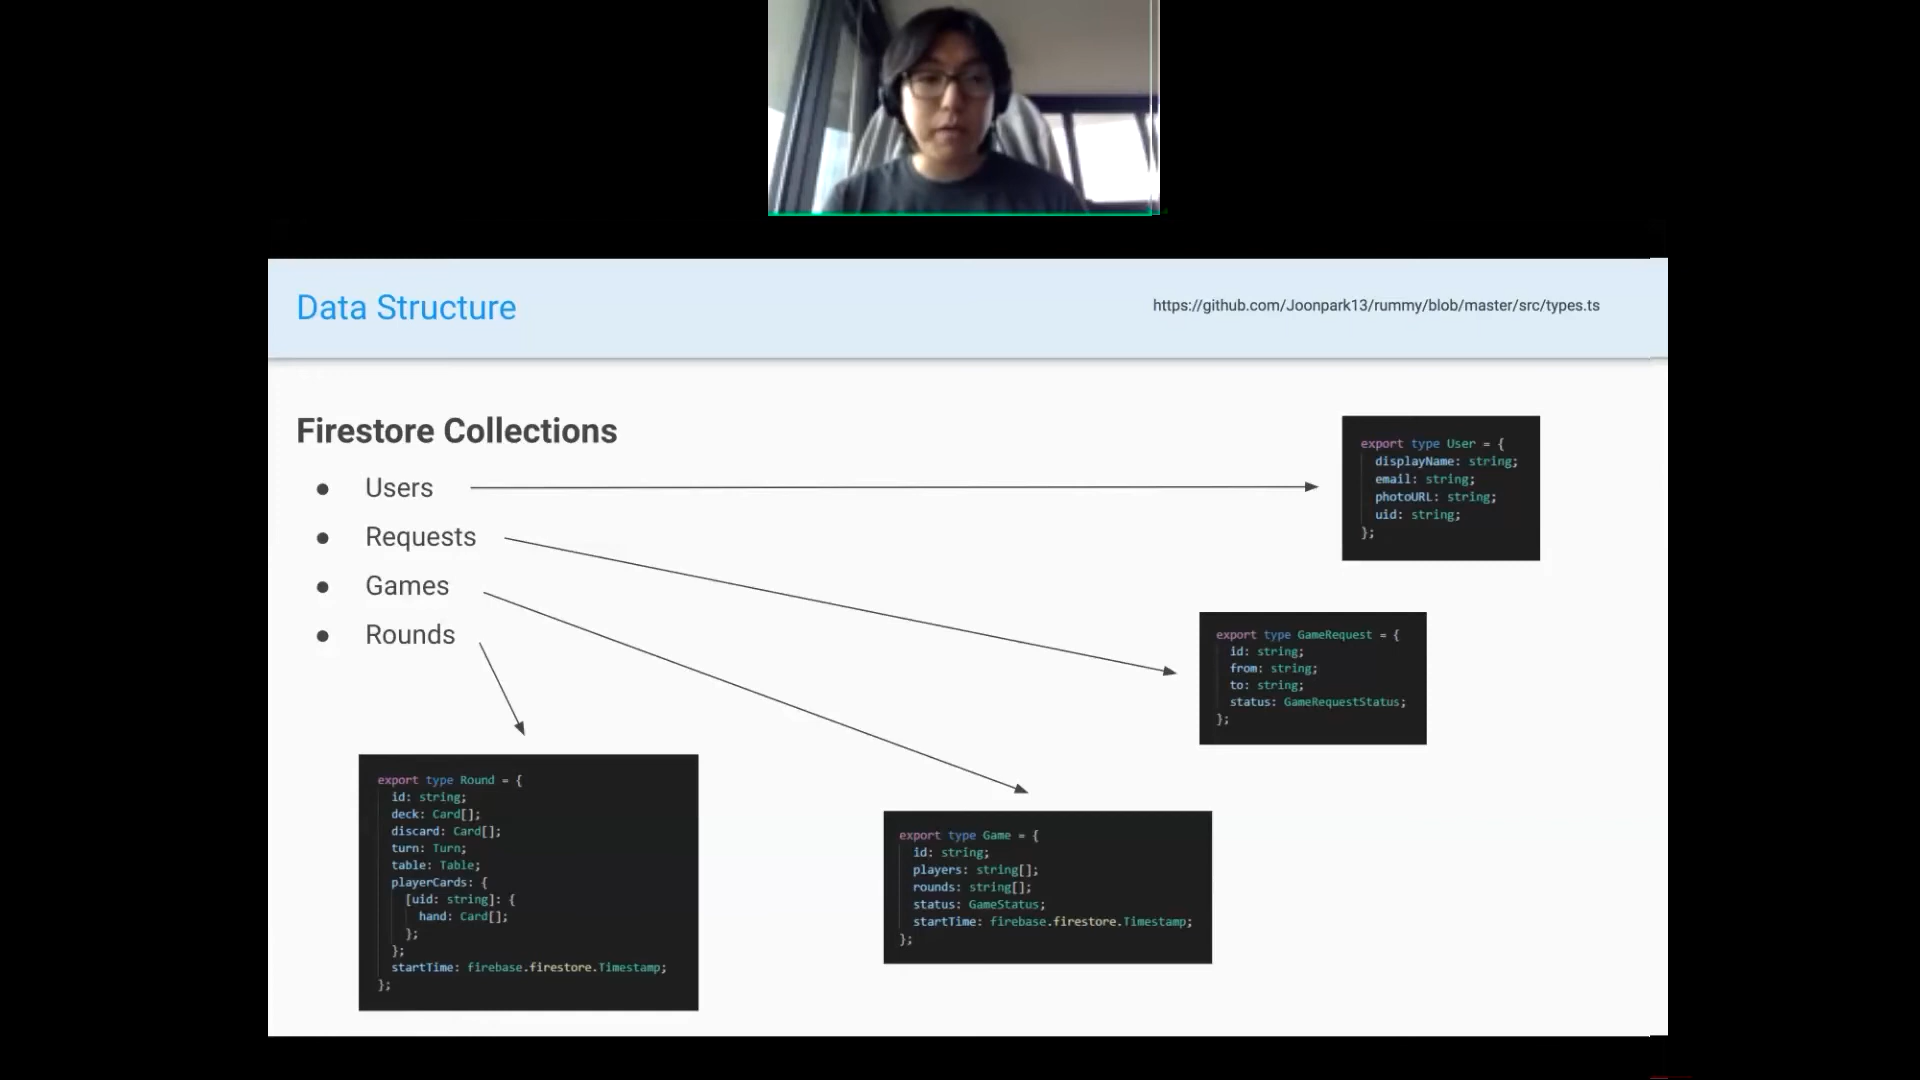 Data Structure
https://github.com/Joonpark13/rummy/blob/master/src/types.ts
Firestore Collections
● Users
● Requests
● Games
● Rounds
export type User = {
displayName: string;
email: string;
photoURL: string;
uid: string;
};
export type GameRequest = {
id: string;
from: string;
to: string;
status: GameRequestStatus;
};
export type Game = {
id: string;
players: string[];
rounds: string[];
status: GameStatus;
startTime: firebase.firestore.Timestamp;
};
export type Round = {
id: string;
deck: Card[];
discard: Card[];
turn: Turn;
table: Table;
playerCards: {
[uid: string]: {
hand: Card[];
};
};
startTime: firebase.firestore.Timestamp;
};